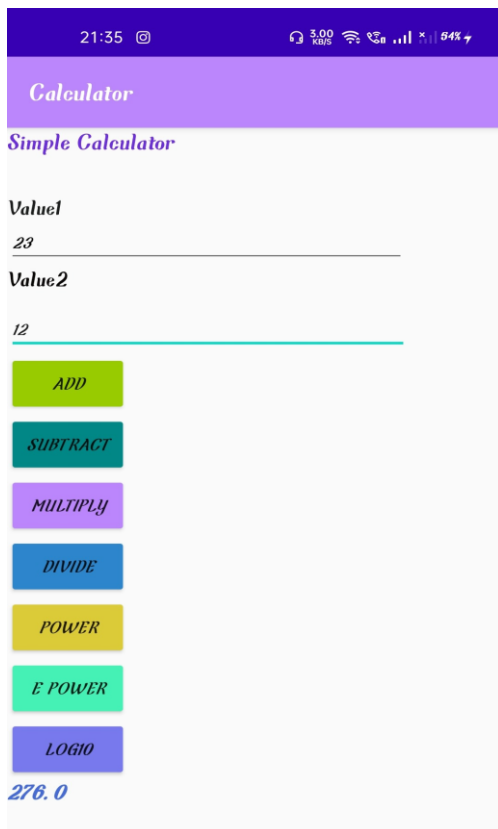 21:35 3.00 KB/S 54%
Calculator
Simple Calculator
Value1
23
Value2
12
ADD
SUBTRACT
MULTIPLY
DIVIDE
POWER
E POWER
LOG10
276.0